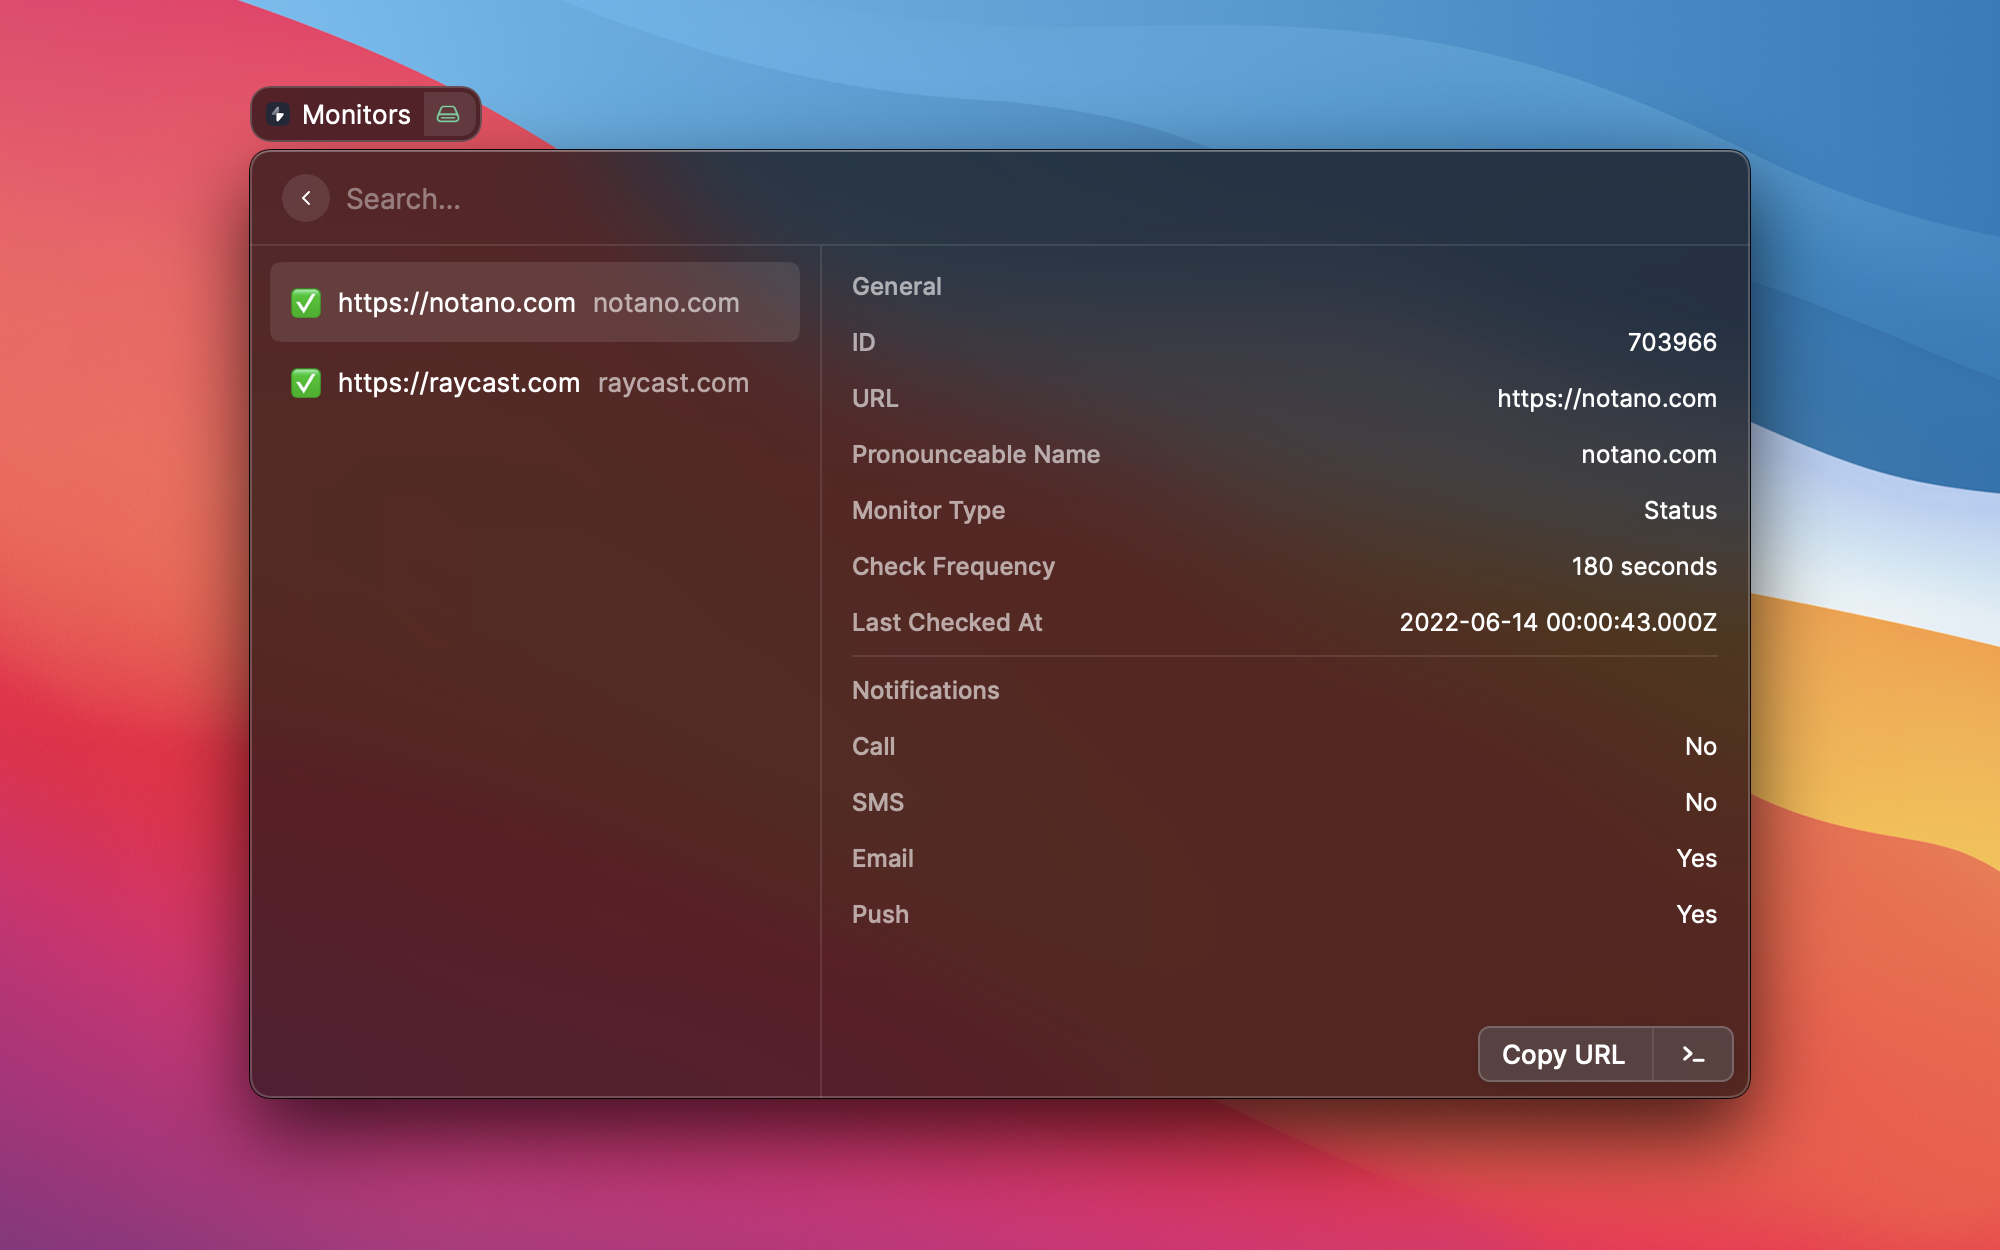 Monitors
Search...
https://notano.com notano.com
https://raycast.com raycast.com
General
ID 703966
URL https://notano.com
Pronounceable Name notano.com
Monitor Type Status
Check Frequency 180 seconds
Last Checked At 2022-06-14 00:00:43.000Z
Notifications
Call No
SMS No
Email Yes
Push Yes
Copy URL